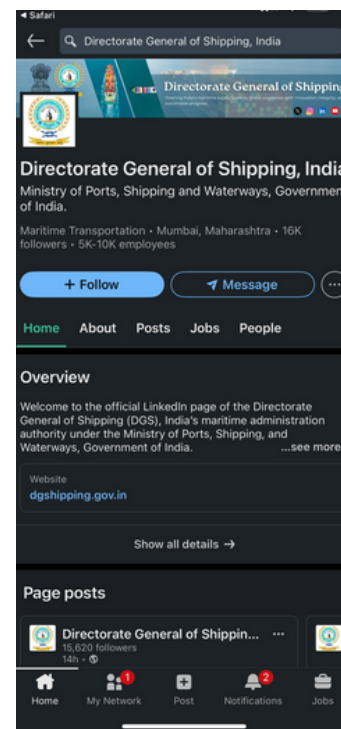 ◀ Safari
Directorate General of Shipping, India
Directorate General of Shippin
Directorate General of Shipping, India
Ministry of Ports, Shipping and Waterways, Governmen
of India.
Maritime Transportation • Mumbai, Maharashtra • 16K
followers • 5K-10K employees
+ Follow
Message
Home About Posts Jobs People
Overview
Welcome to the official LinkedIn page of the Directorate
General of Shipping (DGS), India's maritime administration
authority under the Ministry of Ports, Shipping, and
Waterways, Government of India. ...see more
Website
dgshipping.gov.in
Show all details →
Page posts
Directorate General of Shippin... ···
15,620 followers
14h •
1
2
Home My Network Post Notifications Jobs